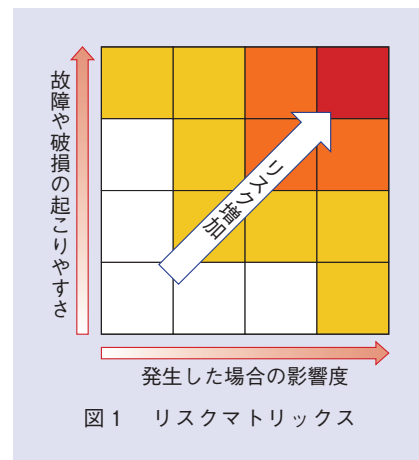 故障や破損の起こりやすさ
リスク増加
発生した場合の影響度
図1 リスクマトリックス